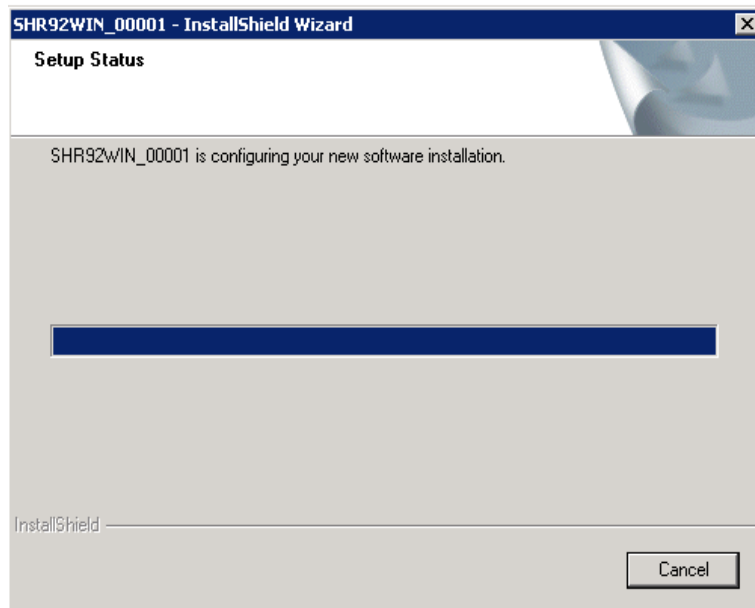 SHR92WIN_00001 - InstallShield Wizard
Setup Status
SHR92WIN_00001 is configuring your new software installation.
InstallShield
Cancel